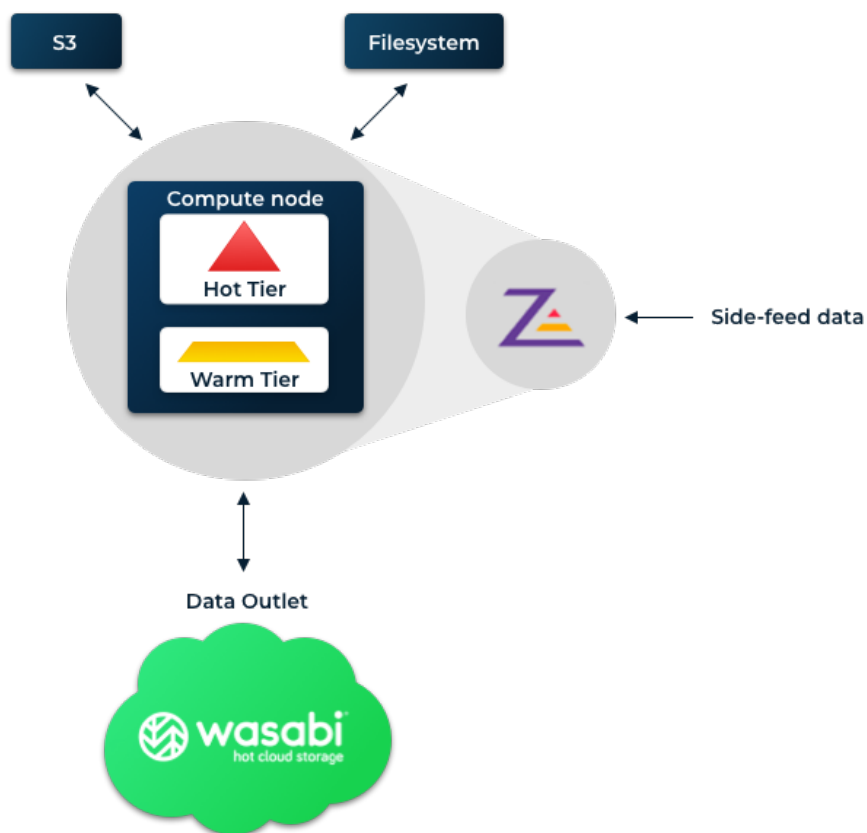 S3
Filesystem
Compute node
Hot Tier
Warm Tier
Side-feed data
Data Outlet
wasabi
hot cloud storage